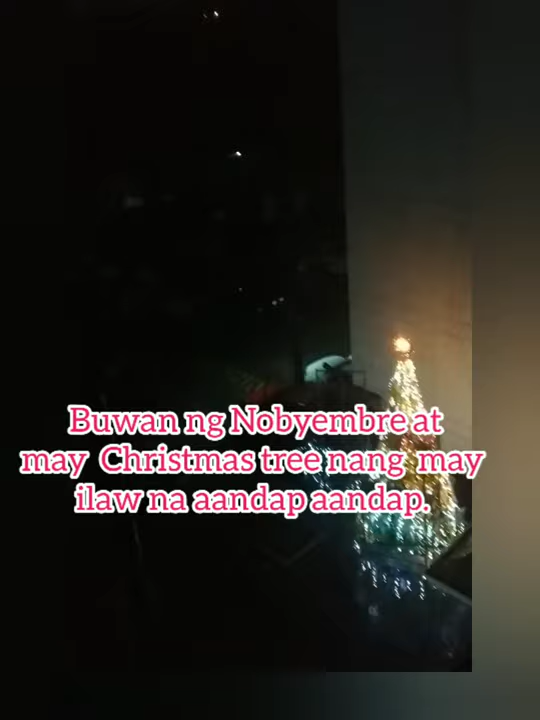 Buwan ng Nobyembre at
may Christmas tree nang may
ilaw na aandap aandap.